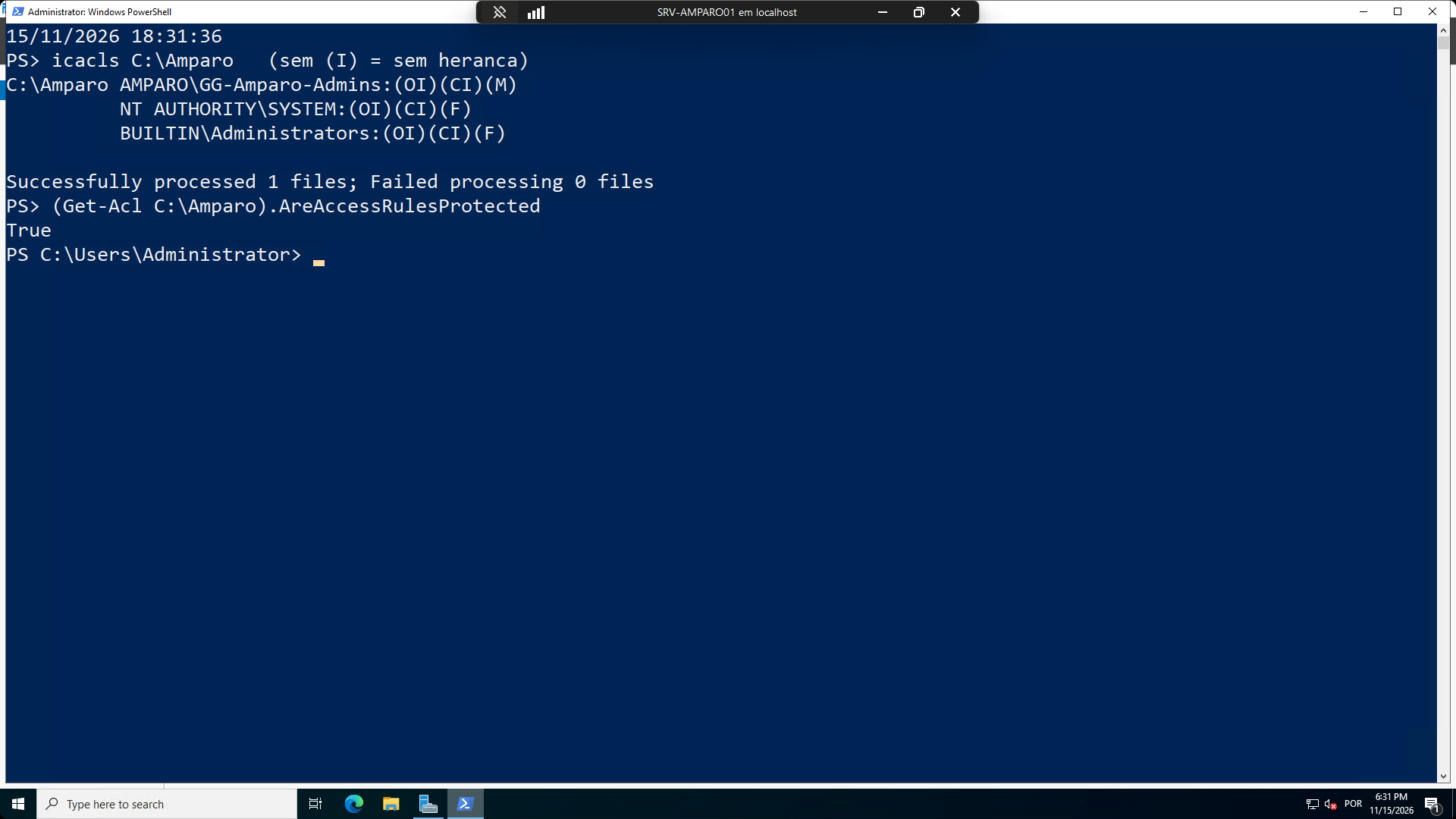 Administrator: Windows PowerShell
SRV-AMPARO01 em localhost
15/11/2026 18:31:36
PS> icacls C:\Amparo   (sem (I) = sem heranca)
C:\Amparo AMPARO\GG-Amparo-Admins:(OI)(CI)(M)
          NT AUTHORITY\SYSTEM:(OI)(CI)(F)
          BUILTIN\Administrators:(OI)(CI)(F)
Successfully processed 1 files; Failed processing 0 files
PS> (Get-Acl C:\Amparo).AreAccessRulesProtected
True
PS C:\Users\Administrator>
Type here to search
POR
6:31 PM
11/15/2026
1